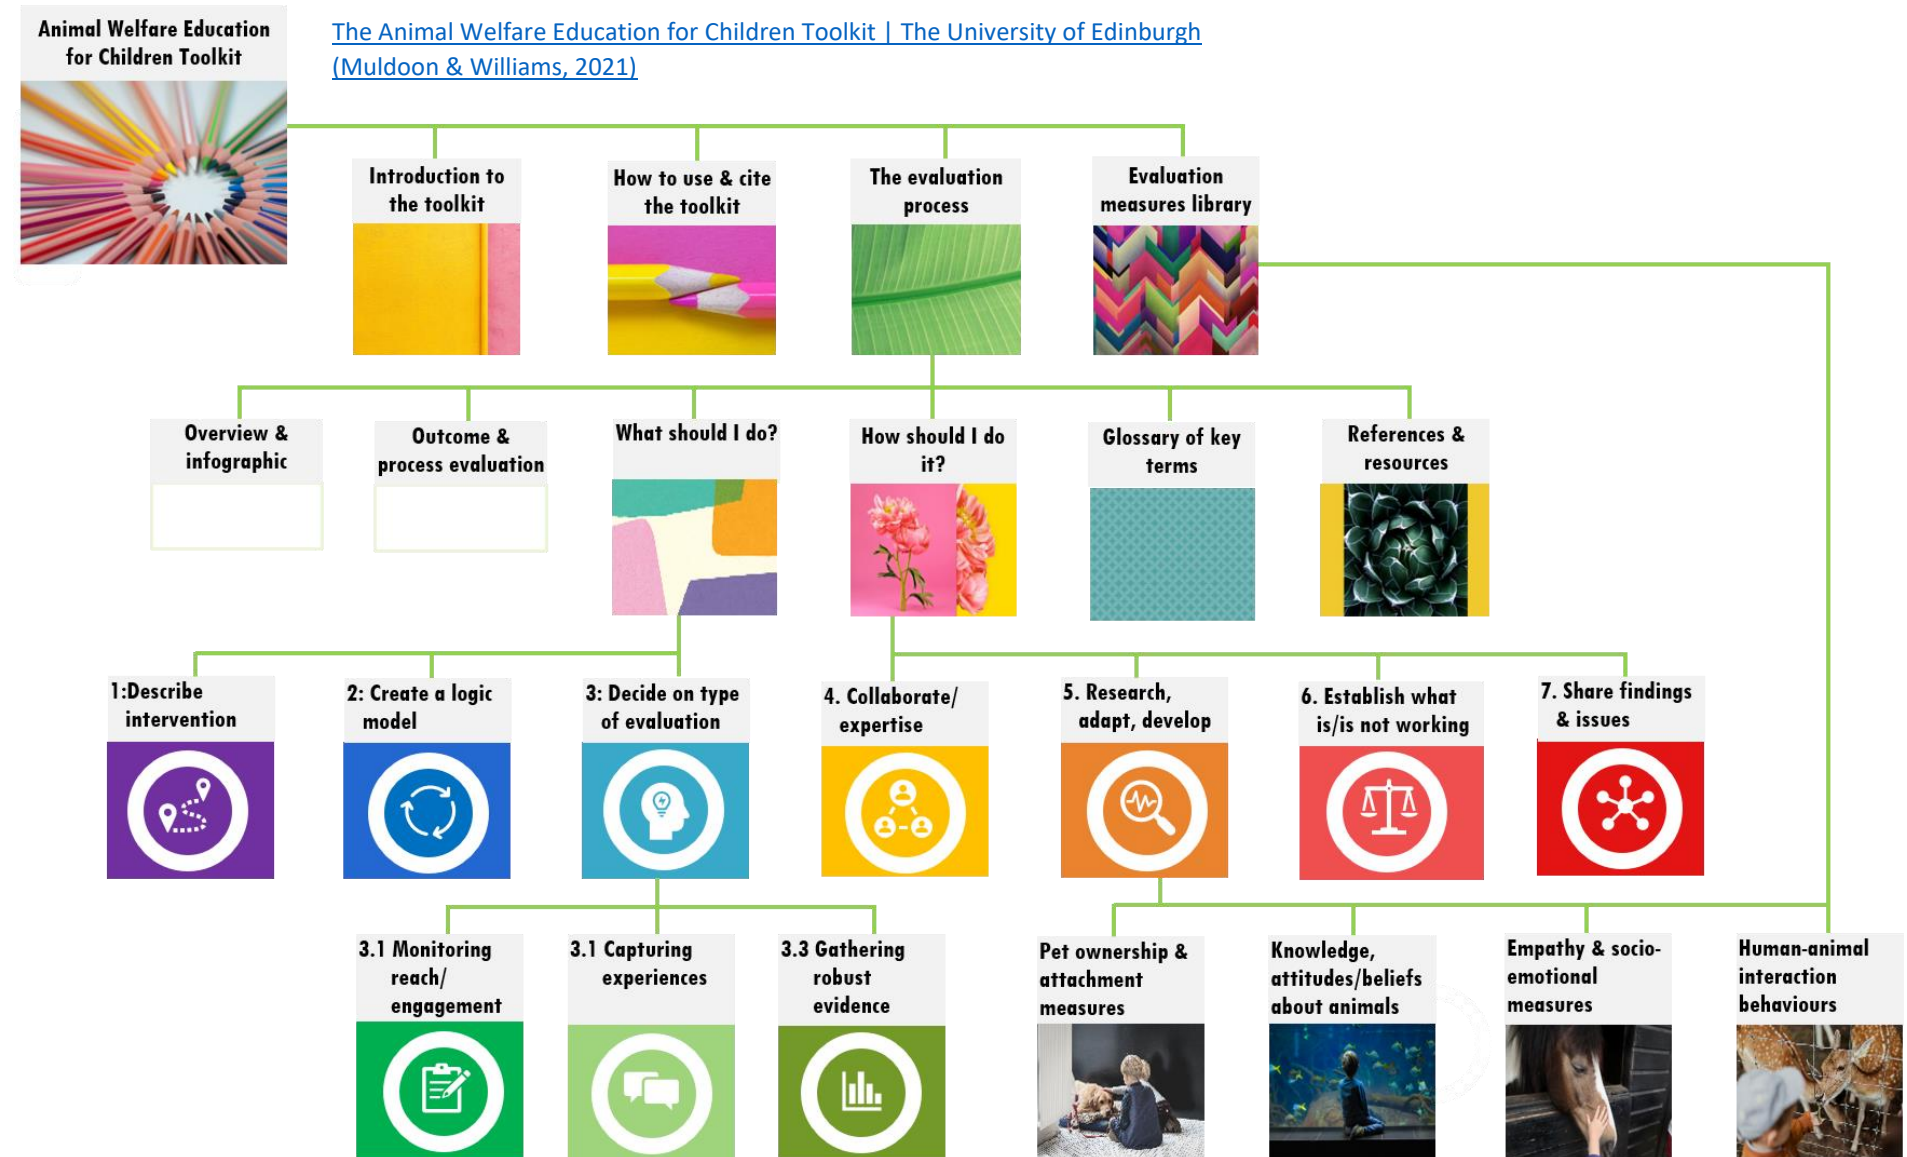 Animal Welfare Education
for Children Toolkit
The Animal Welfare Education for Children Toolkit | The University of Edinburgh
(Muldoon & Williams, 2021)
Introduction to
the toolkit
How to use & cite
the toolkit
The evaluation
process
Evaluation
measures library
Overview &
infographic
Outcome &
process evaluation
What should I do?
How should I do
it?
Glossary of key
terms
References &
resources
1:Describe
intervention
2: Create a logic
model
3: Decide on type
of evaluation
4. Collaborate/
expertise
5. Research,
adapt, develop
6. Establish what
is/is not working
7. Share findings
& issues
3.1 Monitoring
reach/
engagement
3.1 Capturing
experiences
3.3 Gathering
robust
evidence
Pet ownership &
attachment
measures
Knowledge,
attitudes/beliefs
about animals
Empathy & socio-
emotional
measures
Human-animal
interaction
behaviours